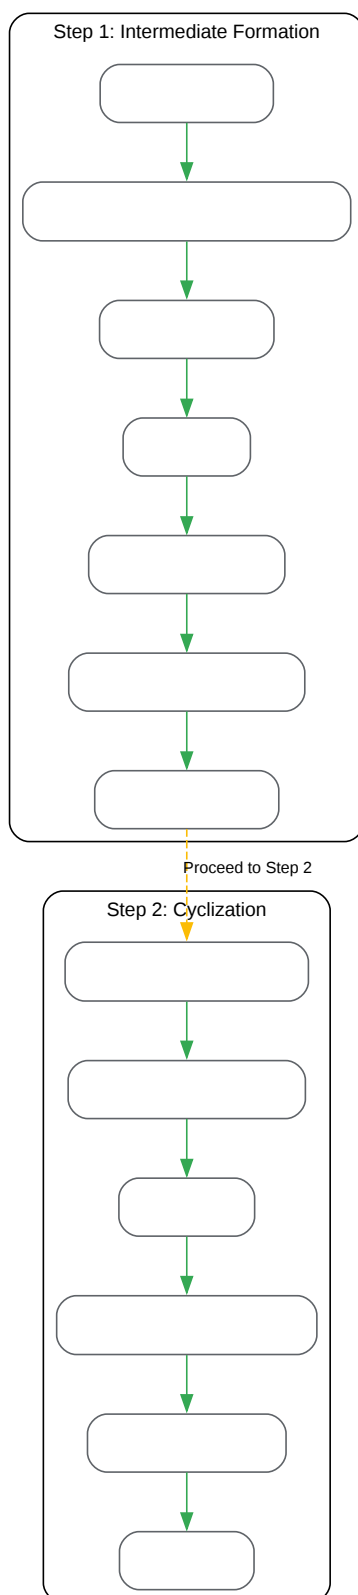 Step 1: Intermediate Formation
Proceed to Step 2
Step 2: Cyclization